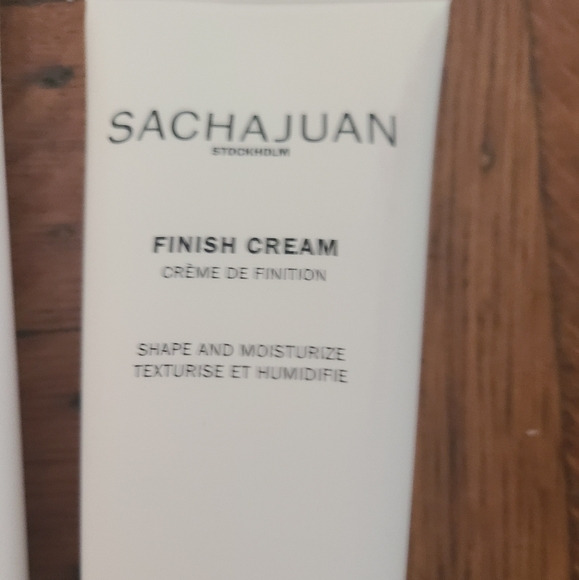 SACHAJUAN
STOCKHOLM
FINISH CREAM
CRÈME DE FINITION
SHAPE AND MOISTURIZE
TEXTURISE ET HUMIDIFIE